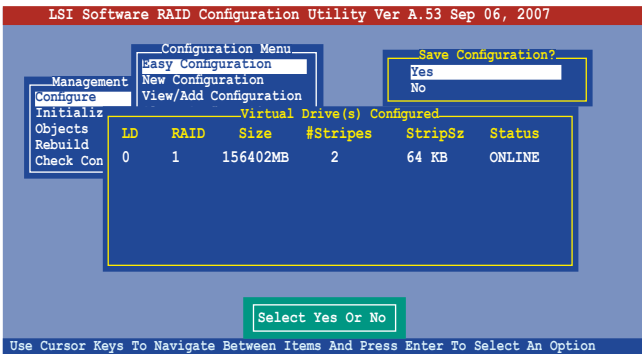 LSI Software RAID Configuration Utility Ver A.53 Sep 06, 2007
Configuration Menu
Easy Configuration
New Configuration
View/Add Configuration
Save Configuration?
Yes
No
Management
Configure
Initializ
Objects
Rebuild
Check Con
Virtual Drive(s) Configured
LD RAID Size #Stripes StripSz Status
0 1 156402MB 2 64 KB ONLINE
Select Yes Or No
Use Cursor Keys To Navigate Between Items And Press Enter To Select An Option